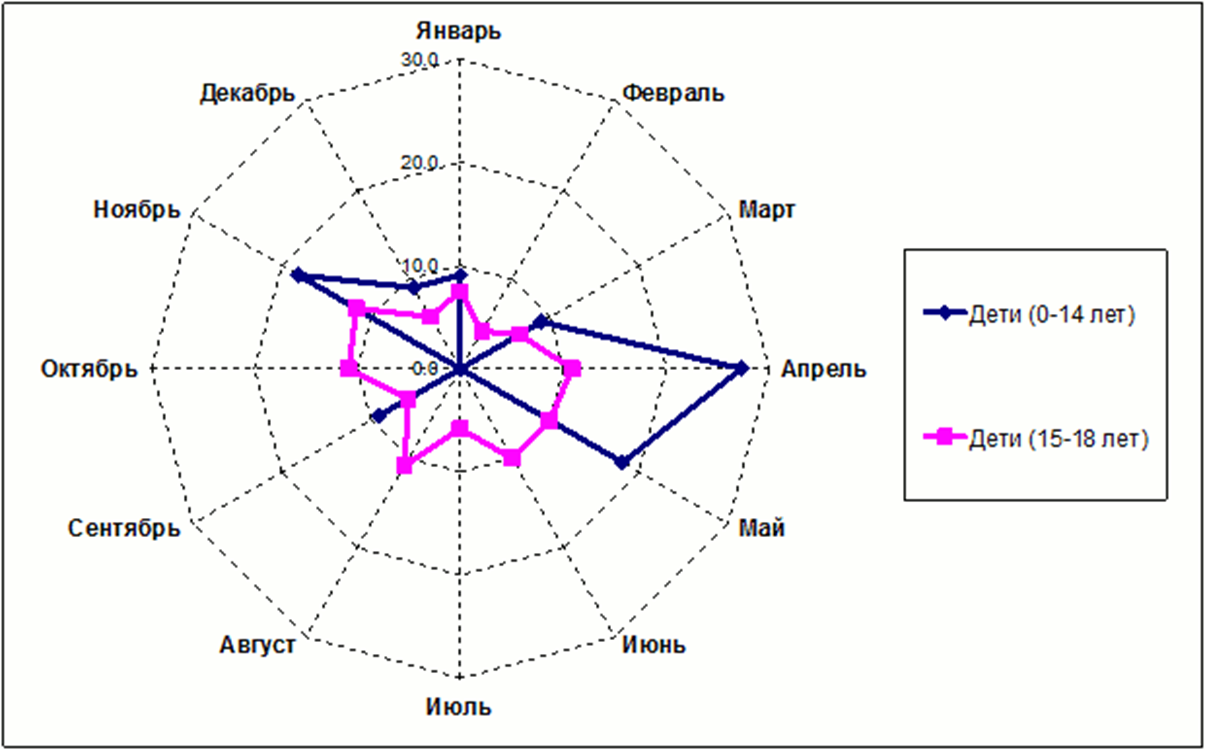 Январь
30.0
Декабрь
Февраль
20.0
Ноябрь
Март
10.0
Октябрь
0.0
Апрель
Сентябрь
Май
Август
Июнь
Июль
Дети (0-14 лет)
Дети (15-18 лет)